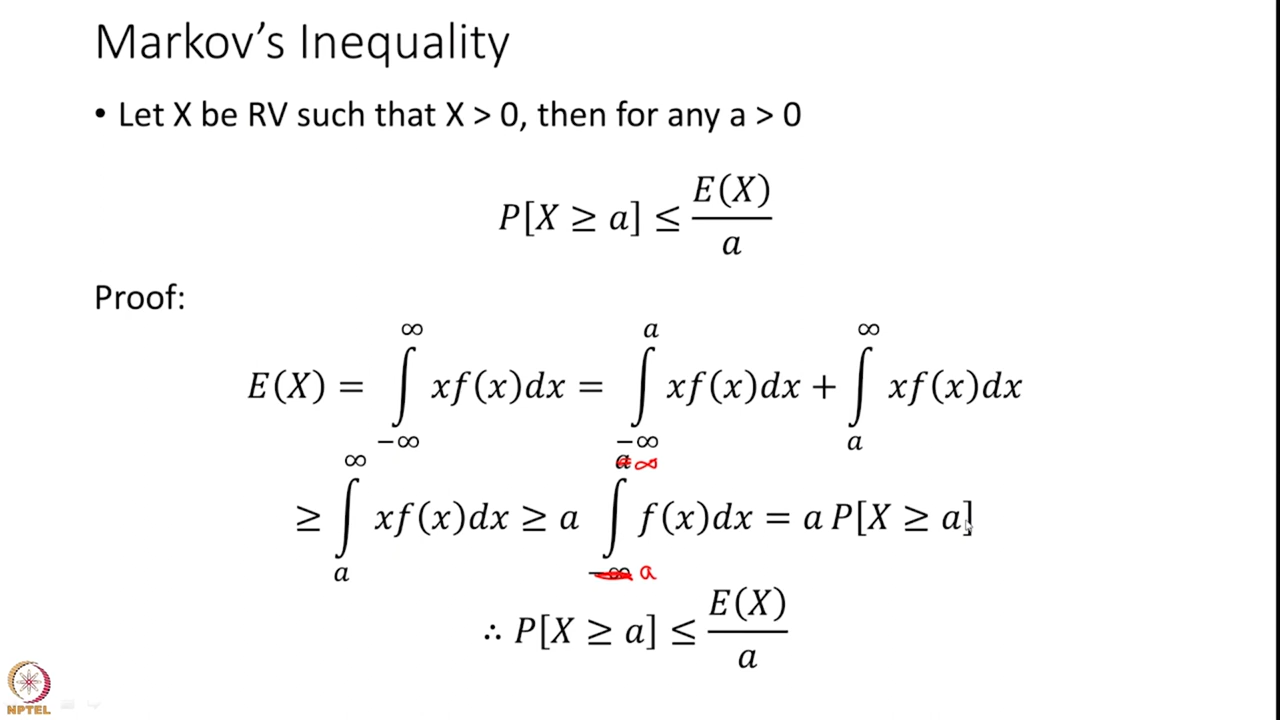 Markov's Inequality
• Let X be RV such that X > 0, then for any a > 0
P[X ≥ a] ≤ E(X)/a
Proof:
E(X) = ∫_{-∞}^{∞} xf(x)dx = ∫_{-∞}^{a} xf(x)dx + ∫_{a}^{∞} xf(x)dx
≥ ∫_{a}^{∞} xf(x)dx ≥ a ∫_{a}^{∞} f(x)dx = a P[X ≥ a]
∴ P[X ≥ a] ≤ E(X)/a
NPTEL